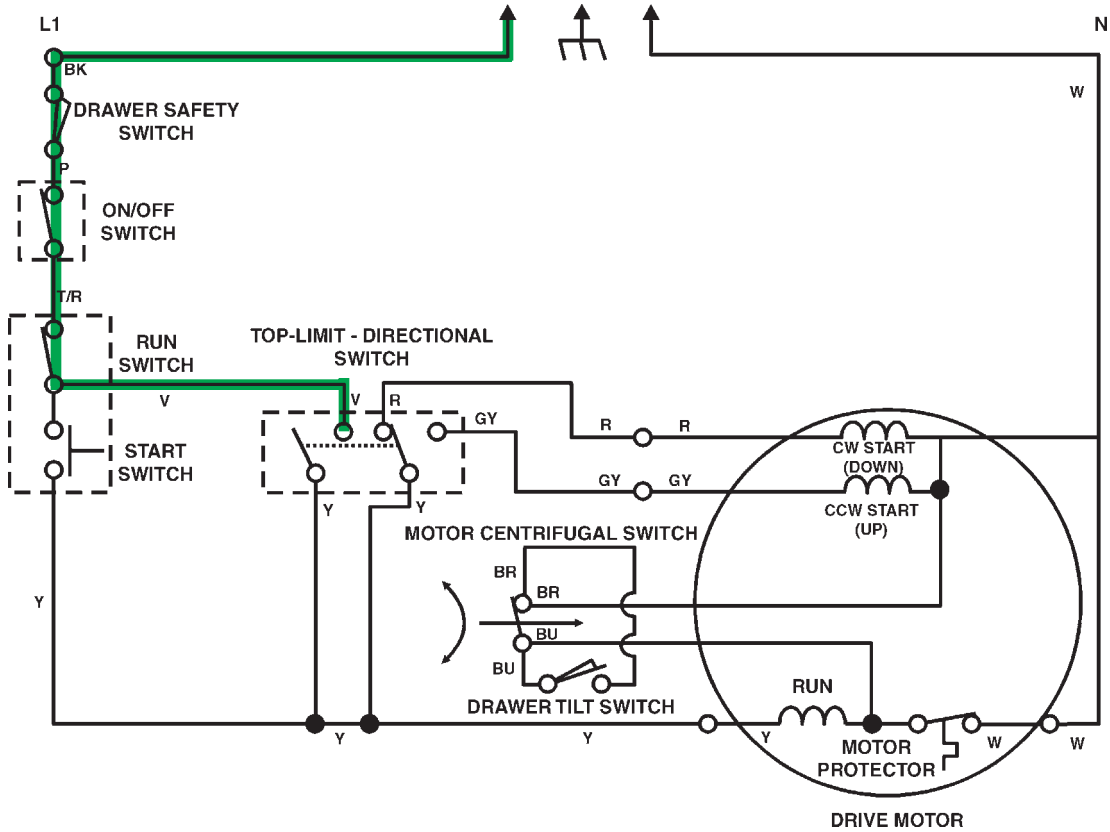 L1
N
BK
W
DRAWER SAFETY
SWITCH
P
ON/OFF
SWITCH
T/R
RUN
SWITCH
TOP-LIMIT - DIRECTIONAL
SWITCH
V
V
R
GY
R
R
START
SWITCH
CW START
(DOWN)
GY
GY
CCW START
(UP)
Y
Y
MOTOR CENTRIFUGAL SWITCH
BR
BR
Y
BU
BU
DRAWER TILT SWITCH
RUN
Y
Y
Y
MOTOR
PROTECTOR
W
W
DRIVE MOTOR